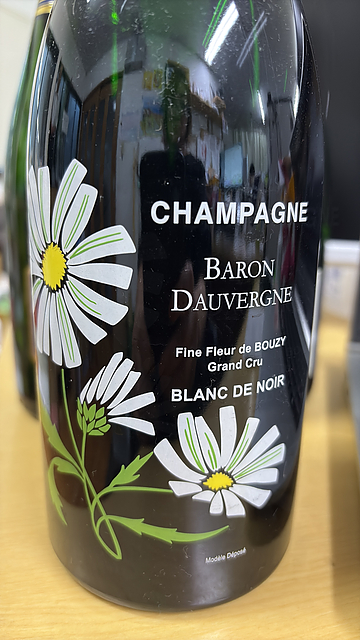 CHAMPAGNE
BARON
DAUVERGNE
Fine Fleur de BOUZY
Grand Cru
BLANC DE NOIR
Modèle Déposé